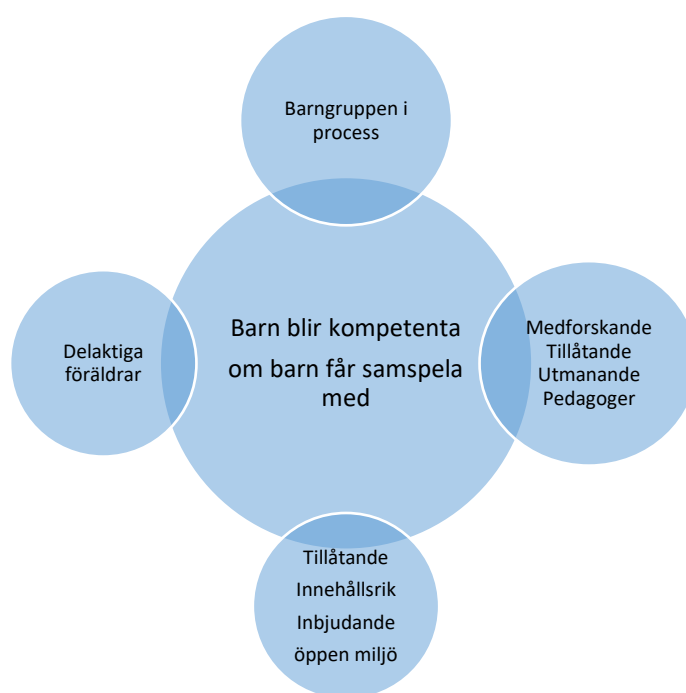 Barngruppen i
process
Barn blir kompetenta
om barn får samspela
med
Delaktiga
föräldrar
Medforskande
Tillåtande
Utmanande
Pedagoger
Tillåtande
Innehållsrik
Inbjudande
öppen miljö